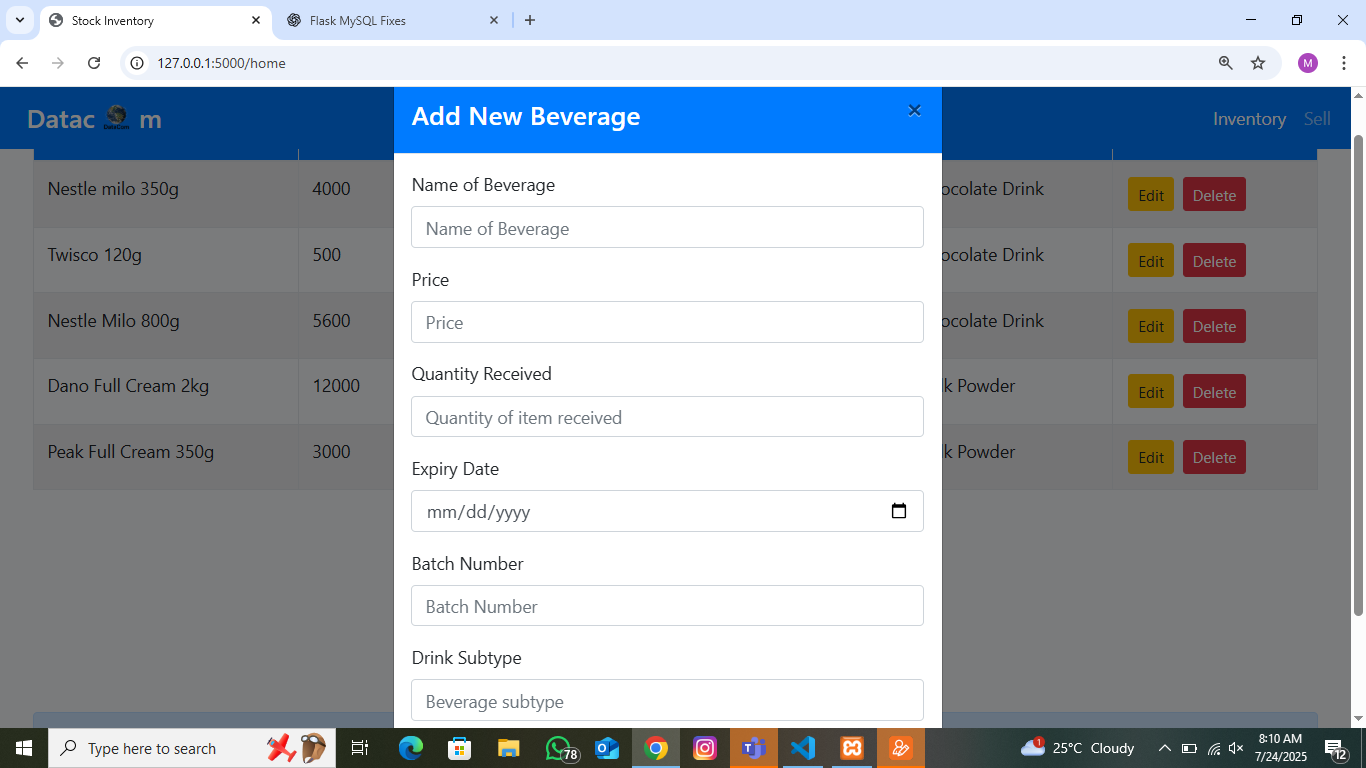 Stock Inventory
Flask MySQL Fixes
127.0.0.1:5000/home
M
Datac m
Inventory Sell
Add New Beverage ×
Name of Beverage
Name of Beverage
Price
Price
Quantity Received
Quantity of item received
Expiry Date
mm/dd/yyyy
Batch Number
Batch Number
Drink Subtype
Beverage subtype
Nestle milo 350g 4000 ocolate Drink Edit Delete
Twisco 120g 500 ocolate Drink Edit Delete
Nestle Milo 800g 5600 ocolate Drink Edit Delete
Dano Full Cream 2kg 12000 k Powder Edit Delete
Peak Full Cream 350g 3000 k Powder Edit Delete
Type here to search
78
1
25°C Cloudy
8:10 AM
7/24/2025
12